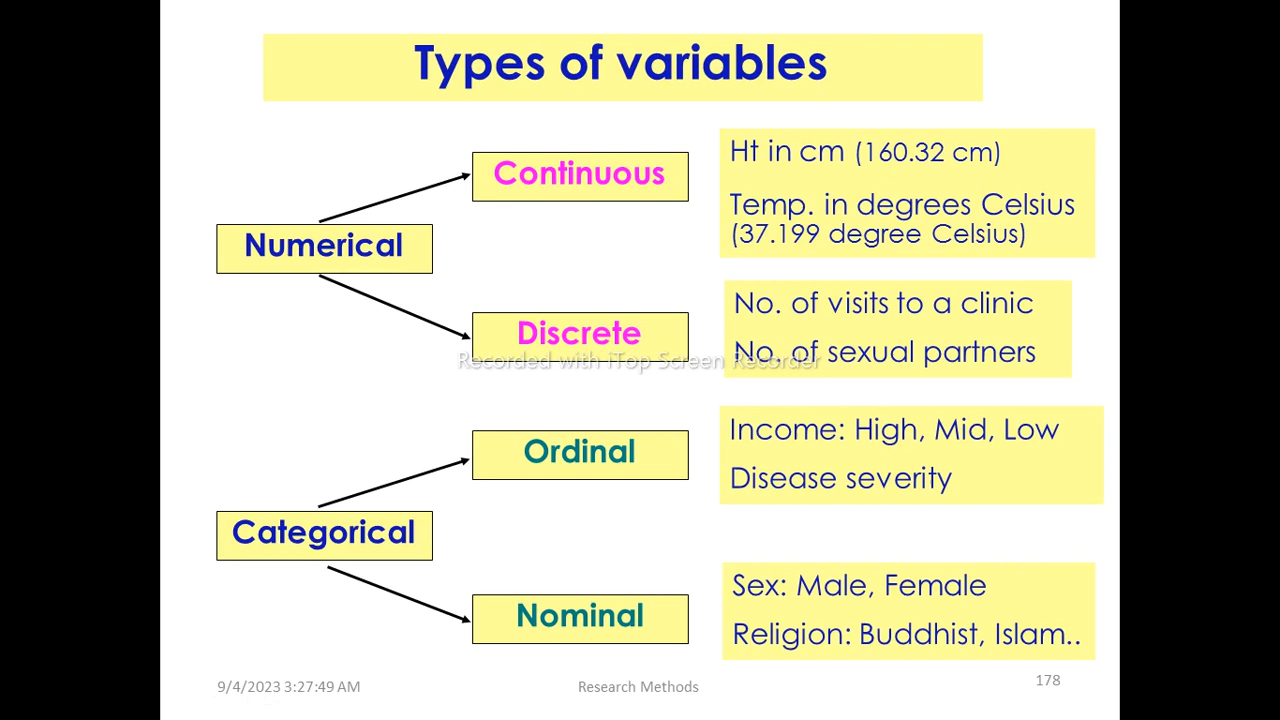 Types of variables
Continuous
Ht in cm (160.32 cm)
Temp. in degrees Celsius
(37.199 degree Celsius)
Numerical
Discrete
No. of visits to a clinic
No. of sexual partners
Recorded with iTop Screen Recorder
Ordinal
Income: High, Mid, Low
Disease severity
Categorical
Nominal
Sex: Male, Female
Religion: Buddhist, Islam..
9/4/2023 3:27:49 AM
Research Methods
178